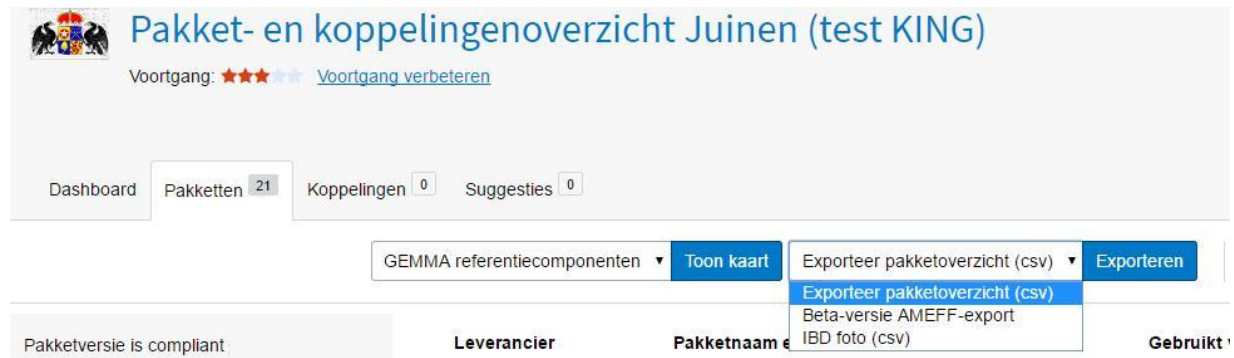 Pakket- en koppelingenoverzicht Juinen (test KING)
Voortgang: Voortgang verbeteren
Dashboard Pakketten 21 Koppelingen 0 Suggesties 0
GEMMA referentiecomponenten Toon kaart Exporteer pakketoverzicht (csv) Exporteren
Exporteer pakketoverzicht (csv)
Beta-versie AMEFF-export
IBD foto (csv)
Pakketversie is compliant Leverancier Pakketnaam Gebruikt